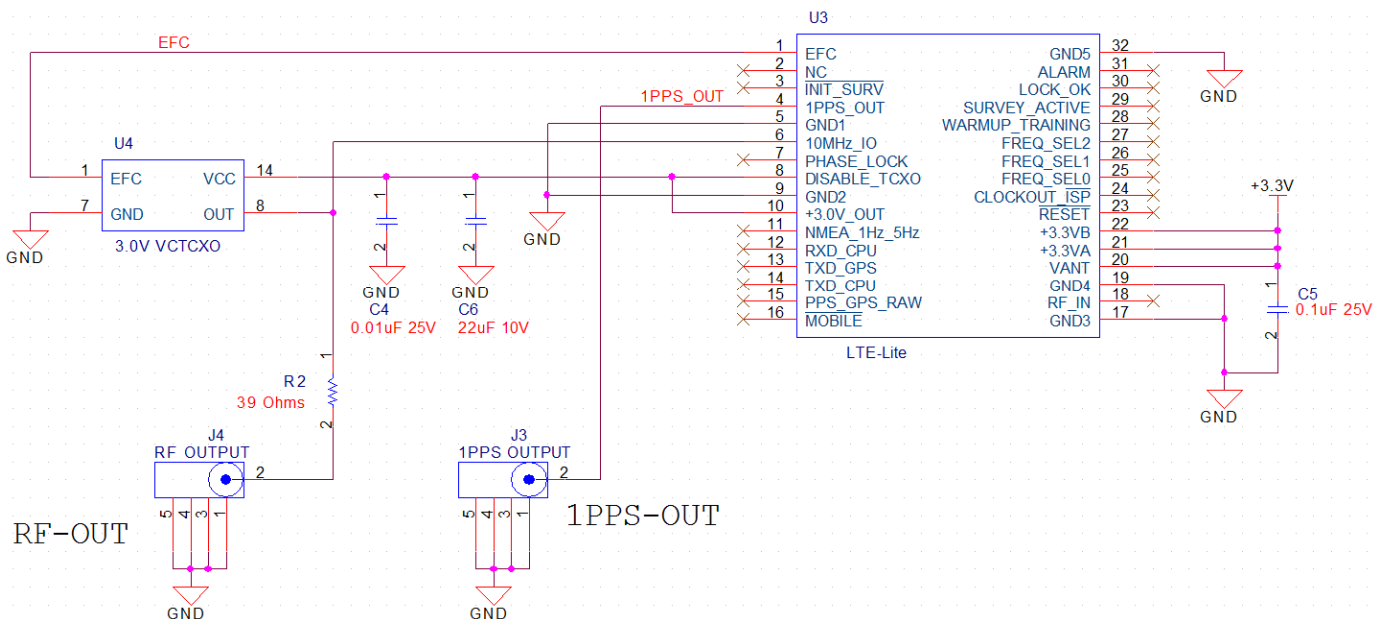 U3
EFC
1 EFC GND5 32
2 NC ALARM 31
3 INIT_SURV LOCK_OK 30
1PPS_OUT 4 1PPS_OUT SURVEY_ACTIVE 29
5 GND1 WARMUP_TRAINING 28
6 10MHz_IO FREQ_SEL2 27
7 PHASE_LOCK FREQ_SEL1 26
8 DISABLE_TCXO FREQ_SEL0 25
9 GND2 CLOCKOUT_ISP 24
10 +3.0V_OUT RESET 23
11 NMEA_1Hz_5Hz +3.3VB 22
12 RXD_CPU +3.3VA 21
13 TXD_GPS VANT 20
14 TXD_CPU GND4 19
15 PPS_GPS_RAW RF_IN 18
16 MOBILE GND3 17
LTE-Lite
GND
+3.3V
1
C5
0.1uF 25V
2
GND
U4
1 EFC VCC 14
7 GND OUT 8
3.0V VCTCXO
GND
1
2
GND
C4
0.01uF 25V
1
2
GND
C6
22uF 10V
GND
1
R2
39 Ohms
2
J4
RF OUTPUT
2
5 4 3 1
RF-OUT
GND
J3
1PPS OUTPUT
2
5 4 3 1
1PPS-OUT
GND